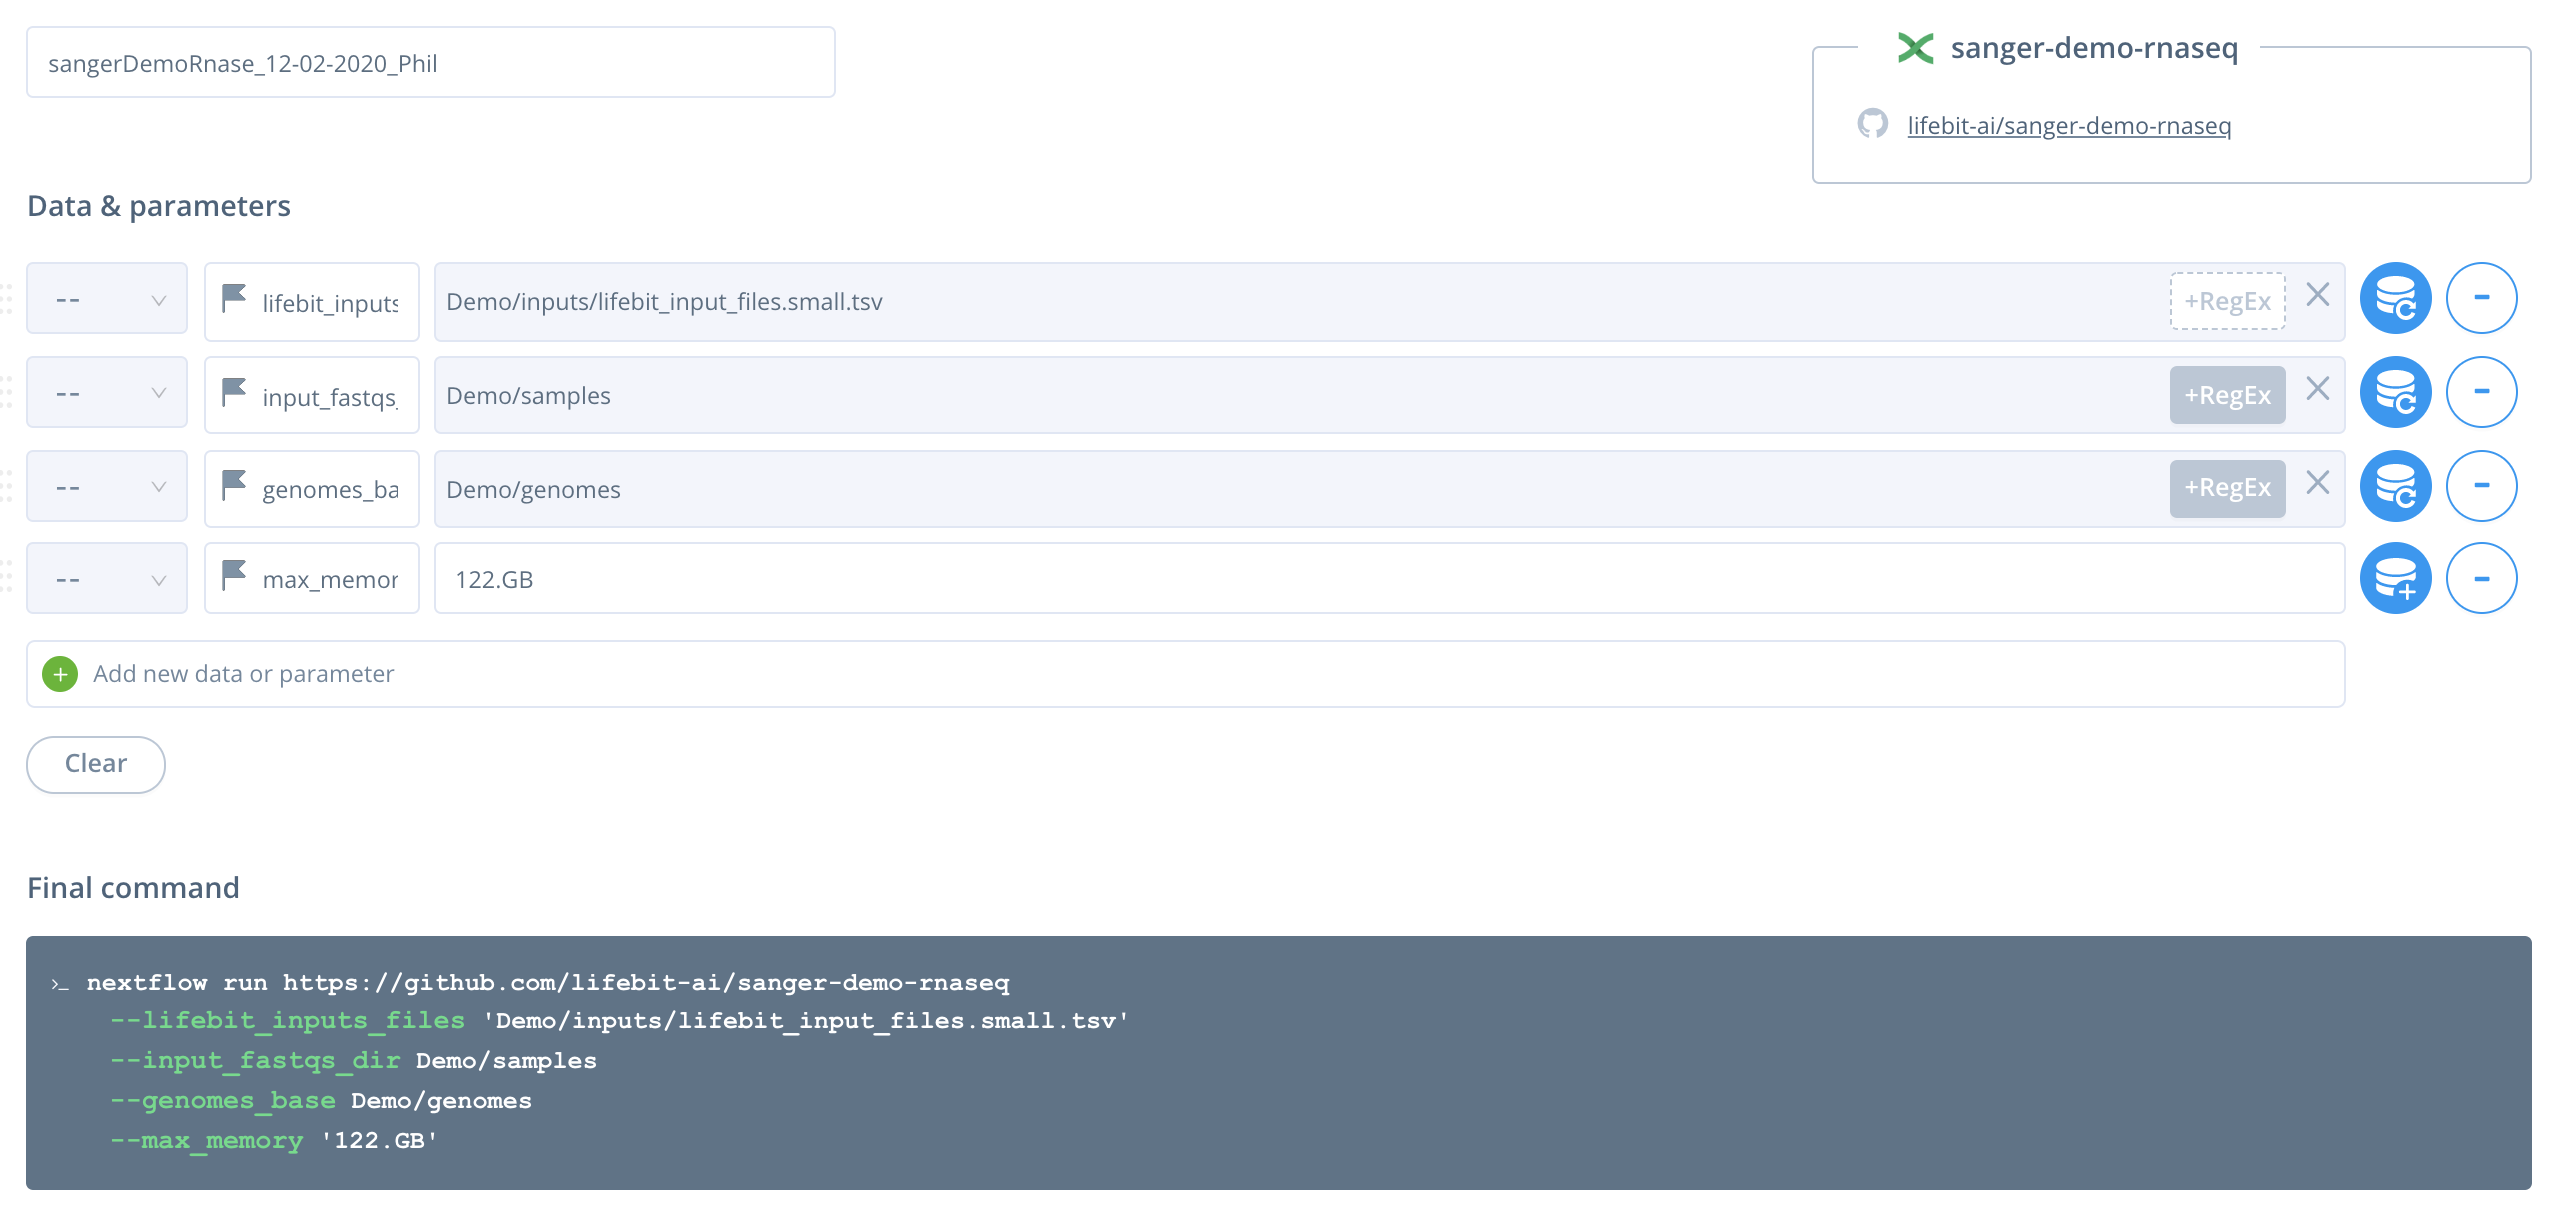 sangerDemoRnase_12-02-2020_Phil
sanger-demo-rnaseq
lifebit-ai/sanger-demo-rnaseq
Data & parameters
-- lifebit_inputs Demo/inputs/lifebit_input_files.small.tsv +RegEx -
-- input_fastqs_ Demo/samples +RegEx -
-- genomes_ba Demo/genomes +RegEx -
-- max_memor 122.GB -
+ Add new data or parameter
Clear
Final command
>_ nextflow run https://github.com/lifebit-ai/sanger-demo-rnaseq
--lifebit_inputs_files 'Demo/inputs/lifebit_input_files.small.tsv'
--input_fastqs_dir Demo/samples
--genomes_base Demo/genomes
--max_memory '122.GB'